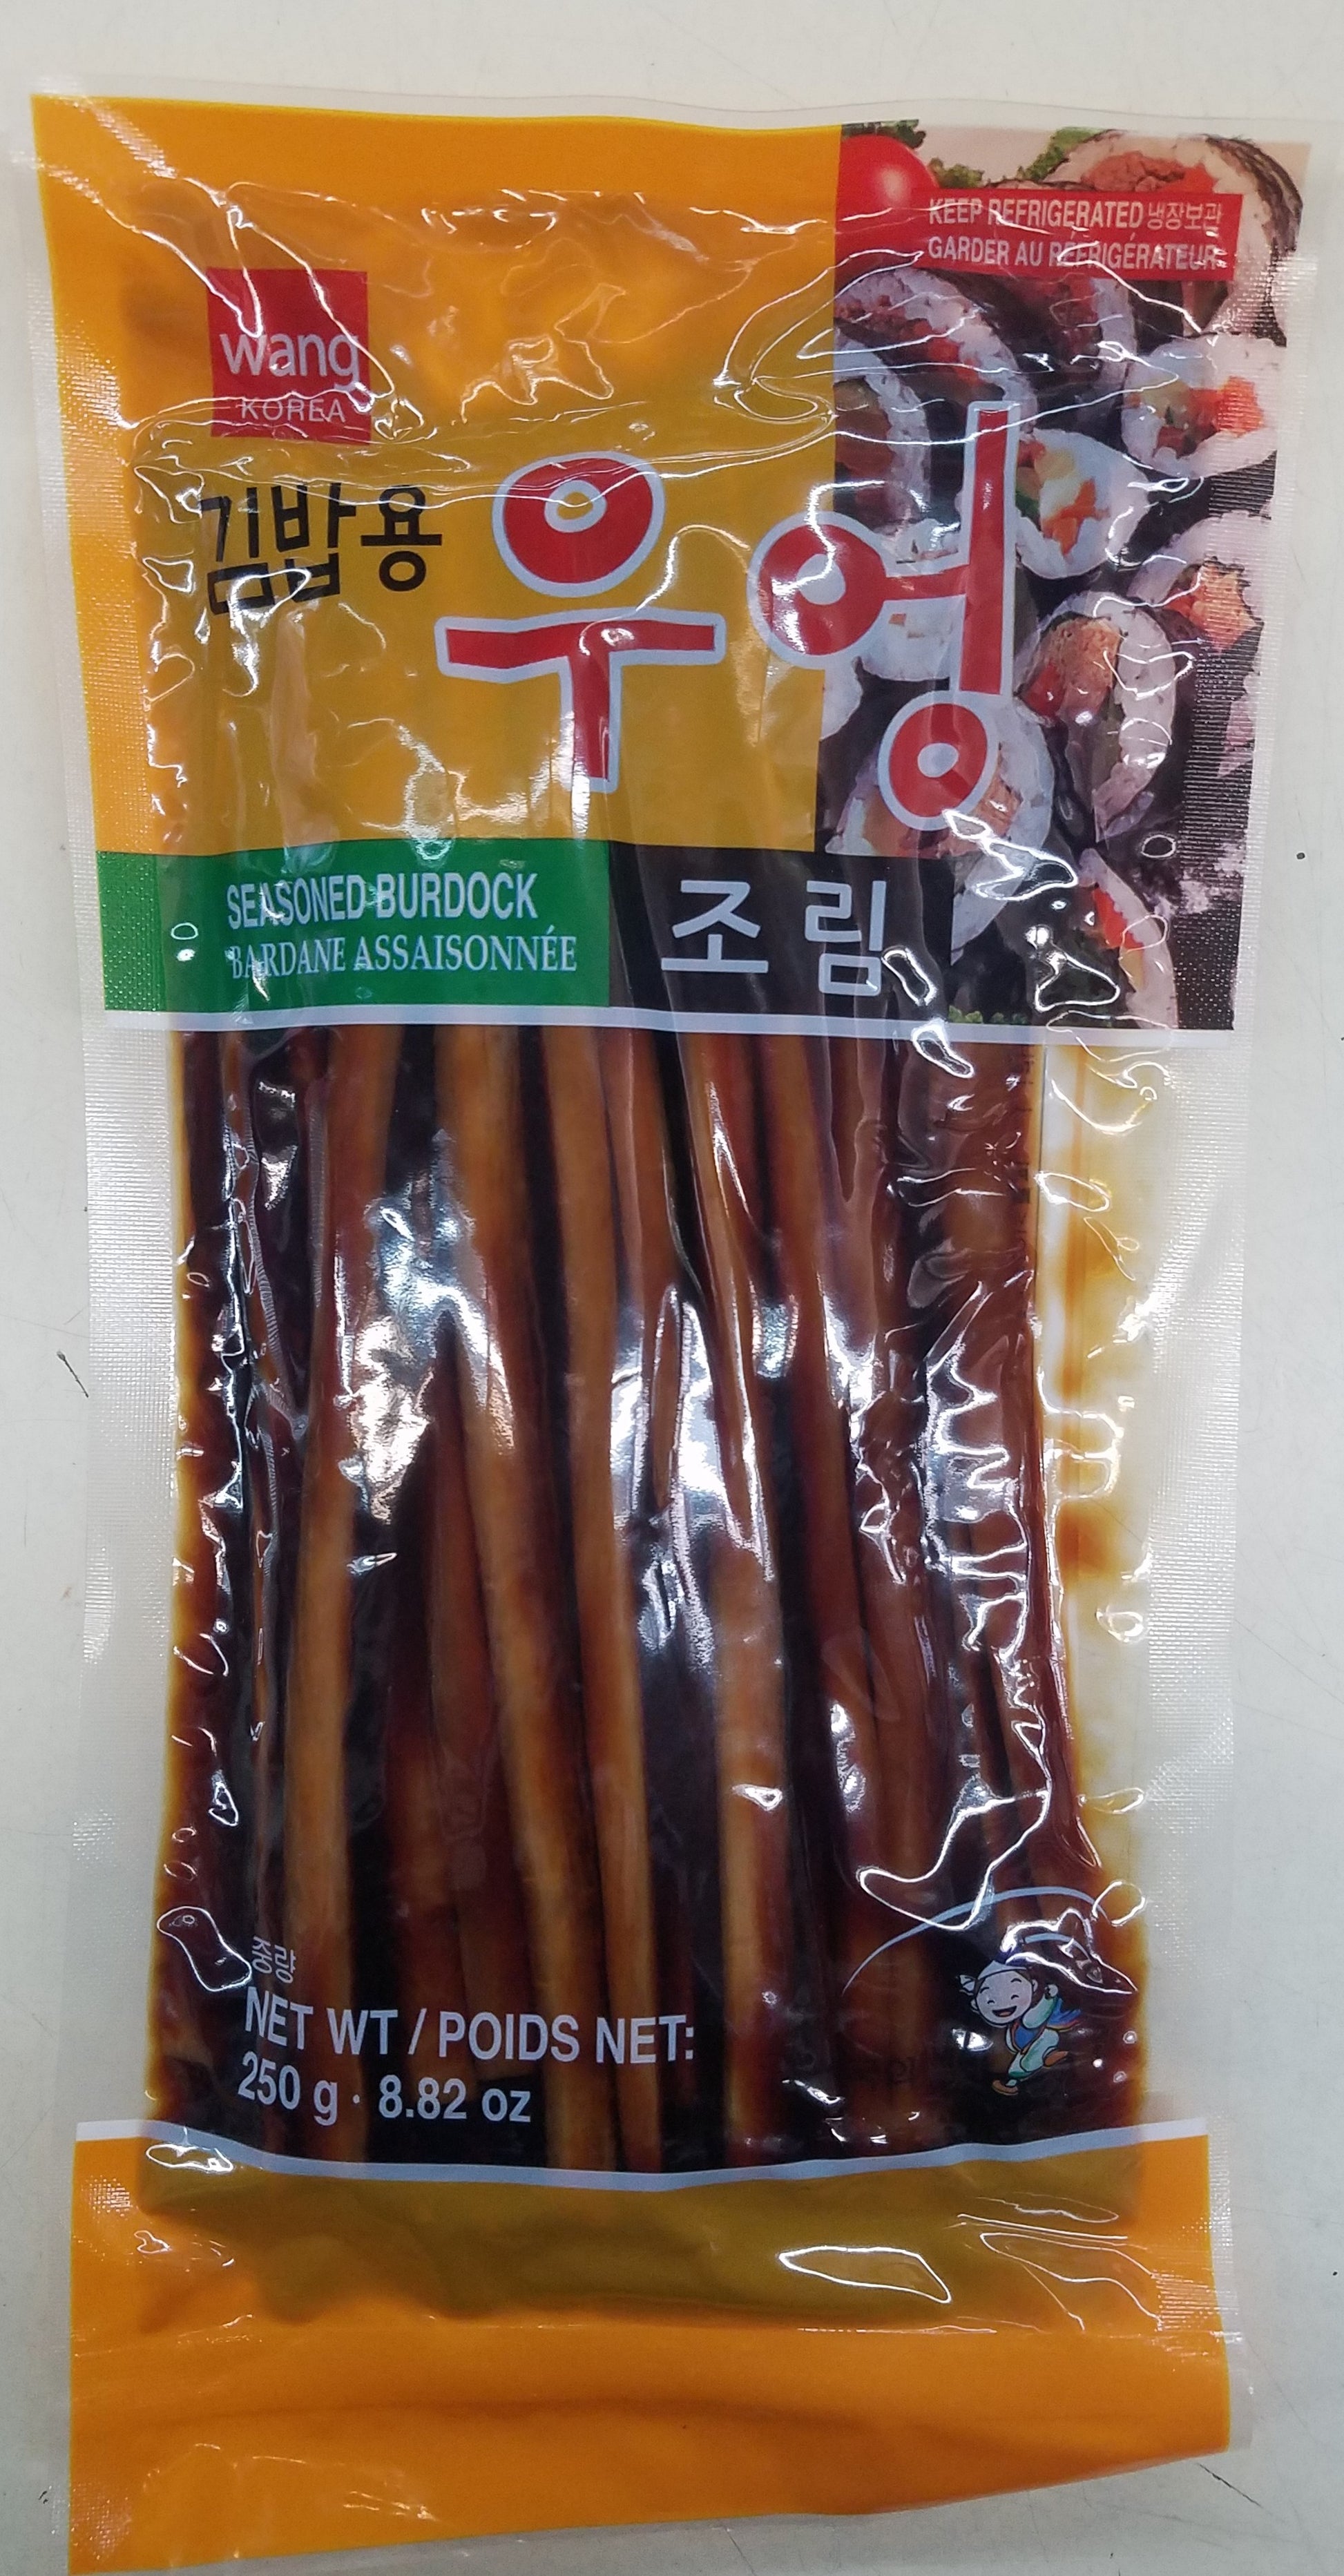 KEEP REFRIGERATED 냉장보관
GARDER AU RÉFRIGÉRATEUR
wang
KOREA
김밥용 우엉
SEASONED BURDOCK
BARDANE ASSAISONNÉE
조림
중량
NET WT / POIDS NET:
250 g · 8.82 oz